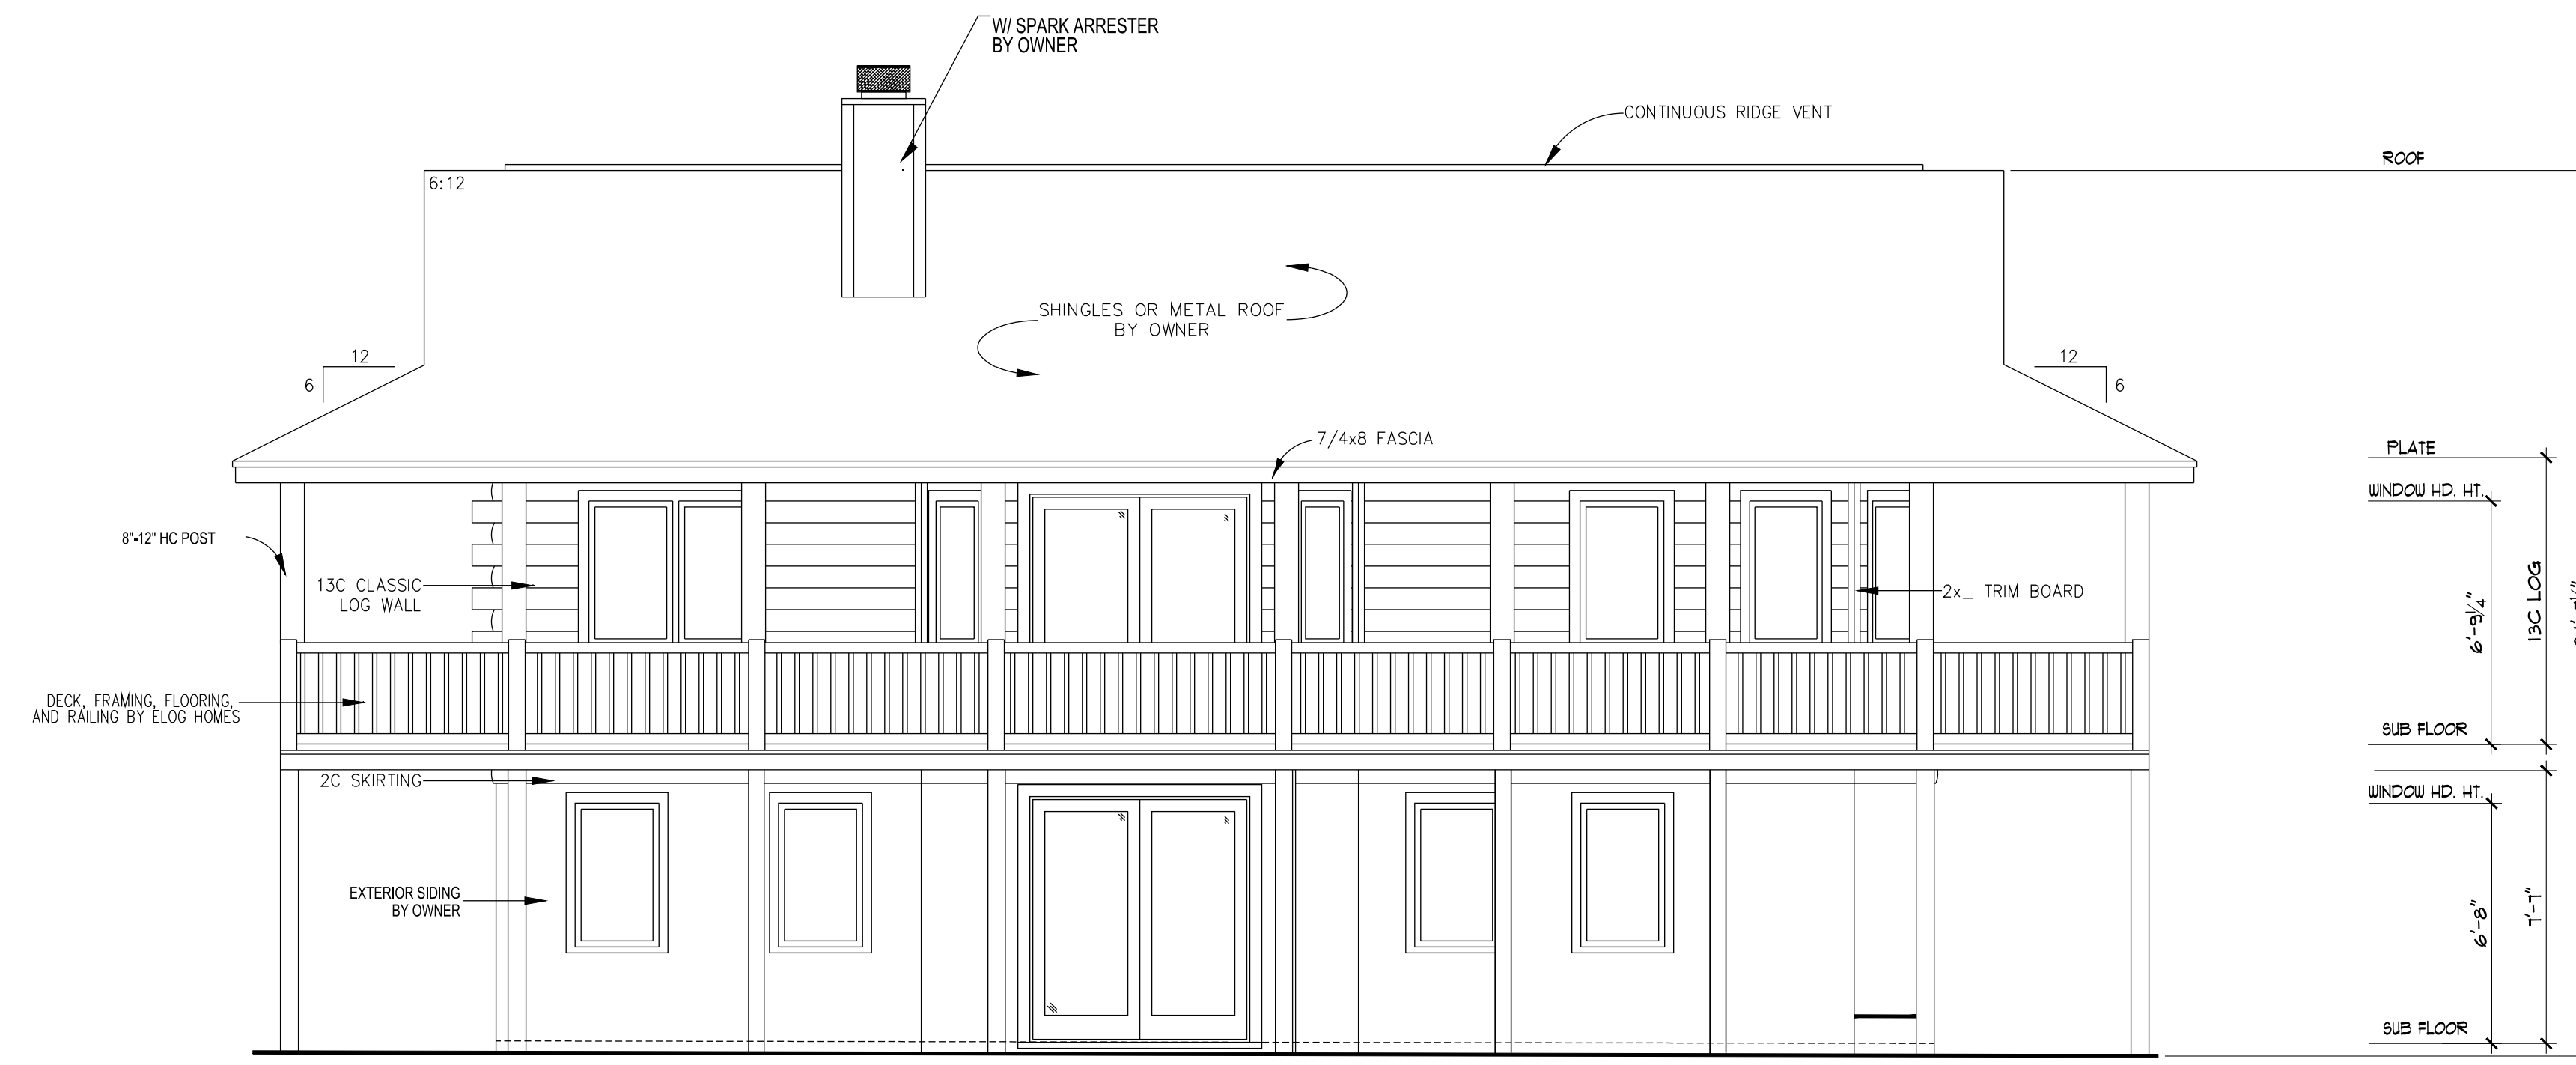 W/ SPARK ARRESTER
BY OWNER
CONTINUOUS RIDGE VENT
ROOF
6:12
SHINGLES OR METAL ROOF
BY OWNER
12
6
12
6
7/4x8 FASCIA
PLATE
WINDOW HD. HT.
8"-12" HC POST
13C CLASSIC
LOG WALL
2x_ TRIM BOARD
6'-9 1/4"
13C LOG
DECK, FRAMING, FLOORING,
AND RAILING BY ELOG HOMES
SUB FLOOR
2C SKIRTING
WINDOW HD. HT.
EXTERIOR SIDING
BY OWNER
6'-8"
7'-7"
SUB FLOOR